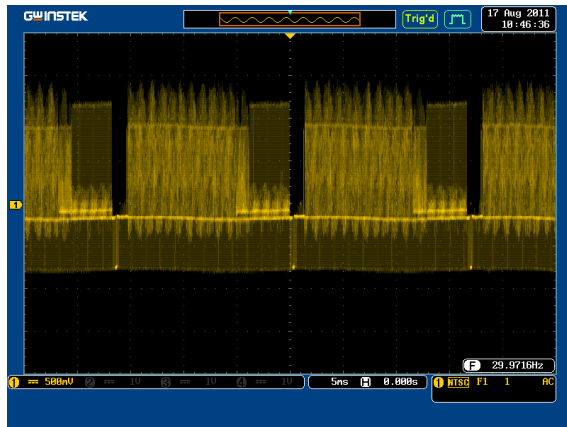 GWINSTEK
Trig'd
17 Aug 2011
10:46:36
1
F 29.9716Hz
1 500mV 2 3 1V 4 1V
5ms H 0.000s
1 NTSC F1 1 AC